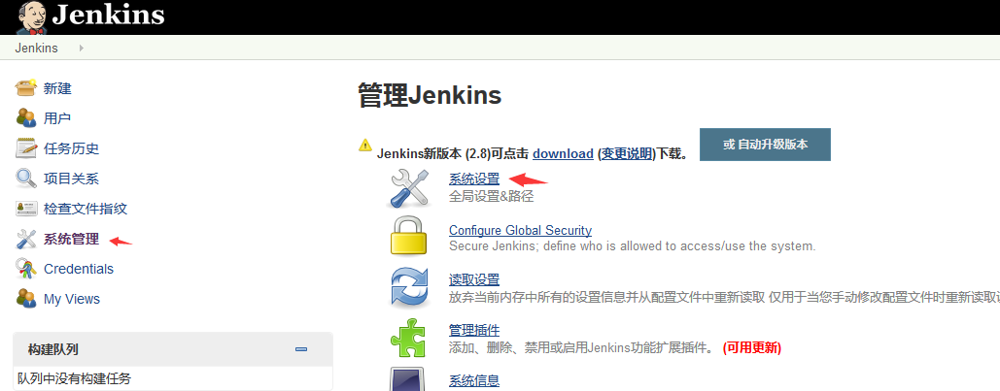 Jenkins
Jenkins
新建
用户
任务历史
项目关系
检查文件指纹
系统管理
Credentials
My Views
构建队列
队列中没有构建任务
管理Jenkins
Jenkins新版本 (2.8)可点击 download (变更说明)下载。
或 自动升级版本
系统设置
全局设置&路径
Configure Global Security
Secure Jenkins; define who is allowed to access/use the system.
读取设置
放弃当前内存中所有的设置信息并从配置文件中重新读取 仅用于当您手动修改配置文件时重新读取设
管理插件
添加、删除、禁用或启用Jenkins功能扩展插件。 (可用更新)
系统信息